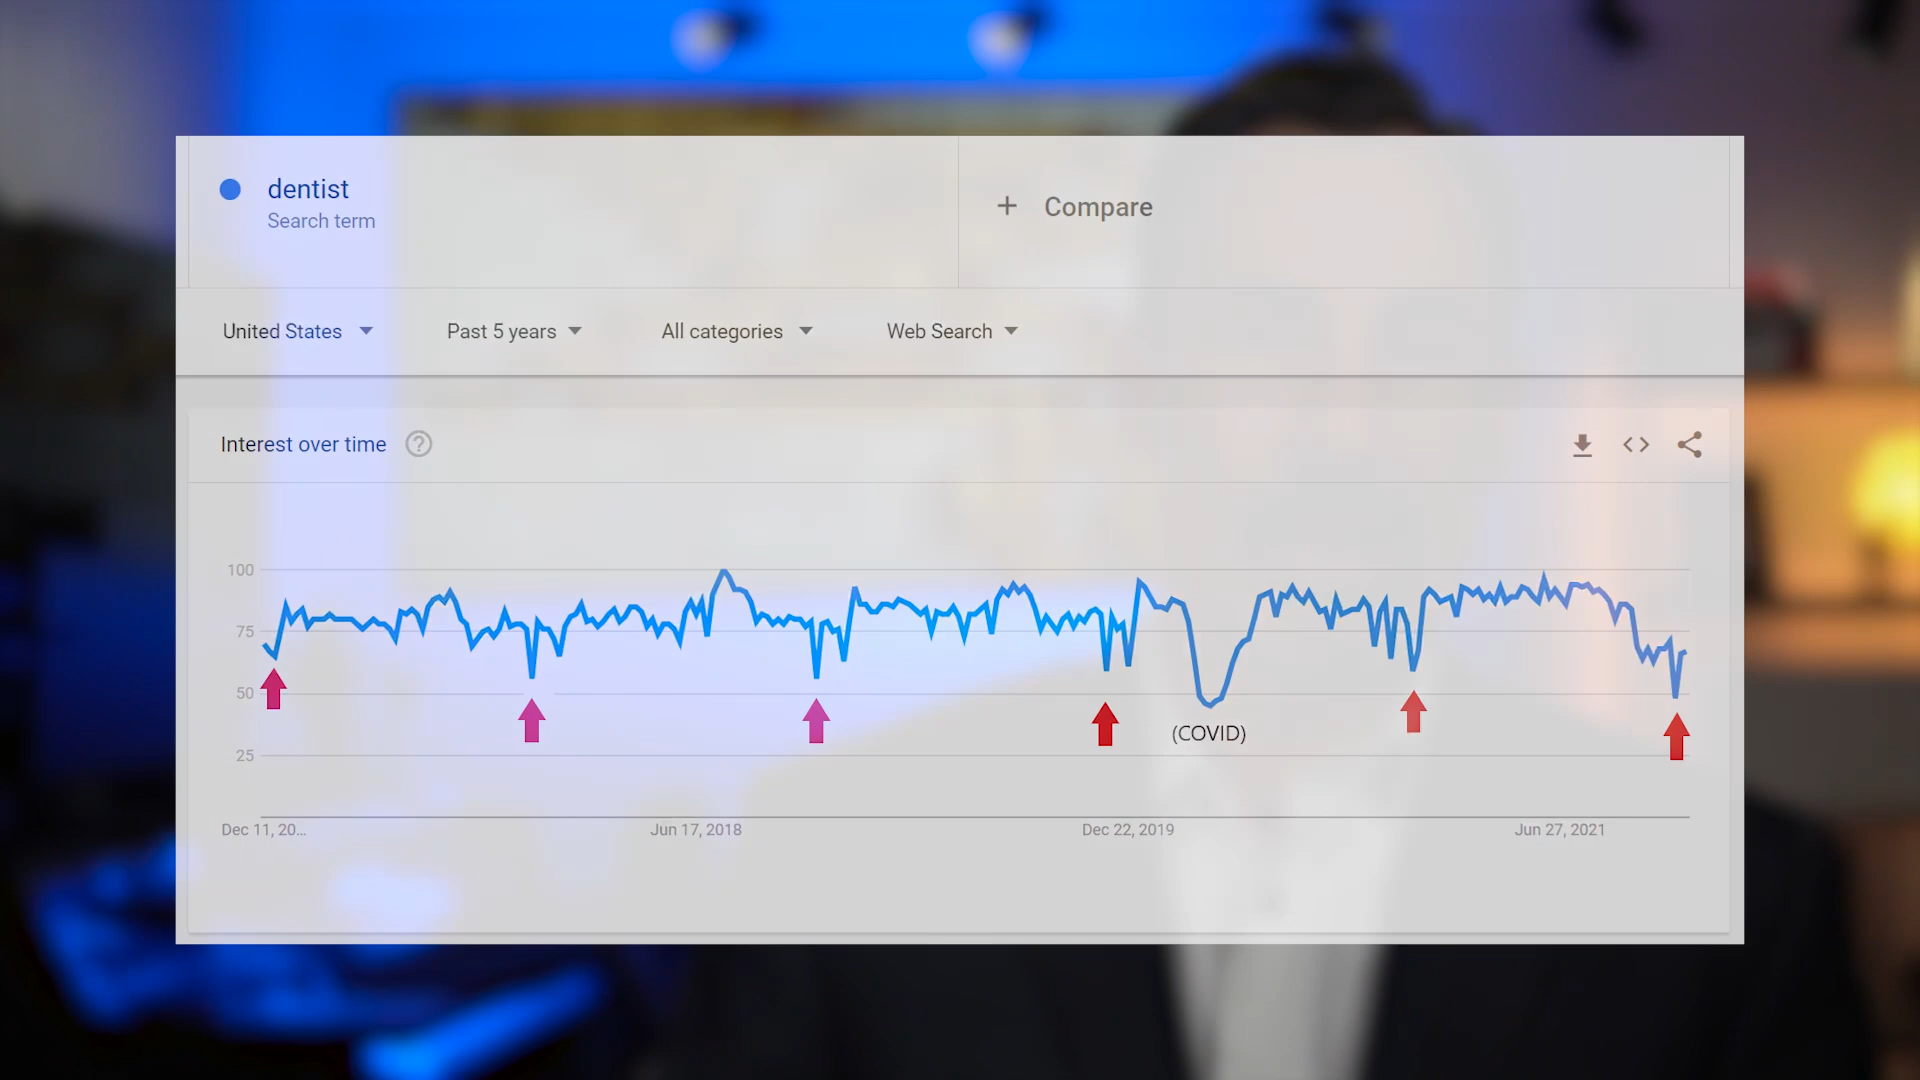 dentist
Search term
+ Compare
United States
Past 5 years
All categories
Web Search
Interest over time
?
100
75
50
25
(COVID)
Dec 11, 20...
Jun 17, 2018
Dec 22, 2019
Jun 27, 2021